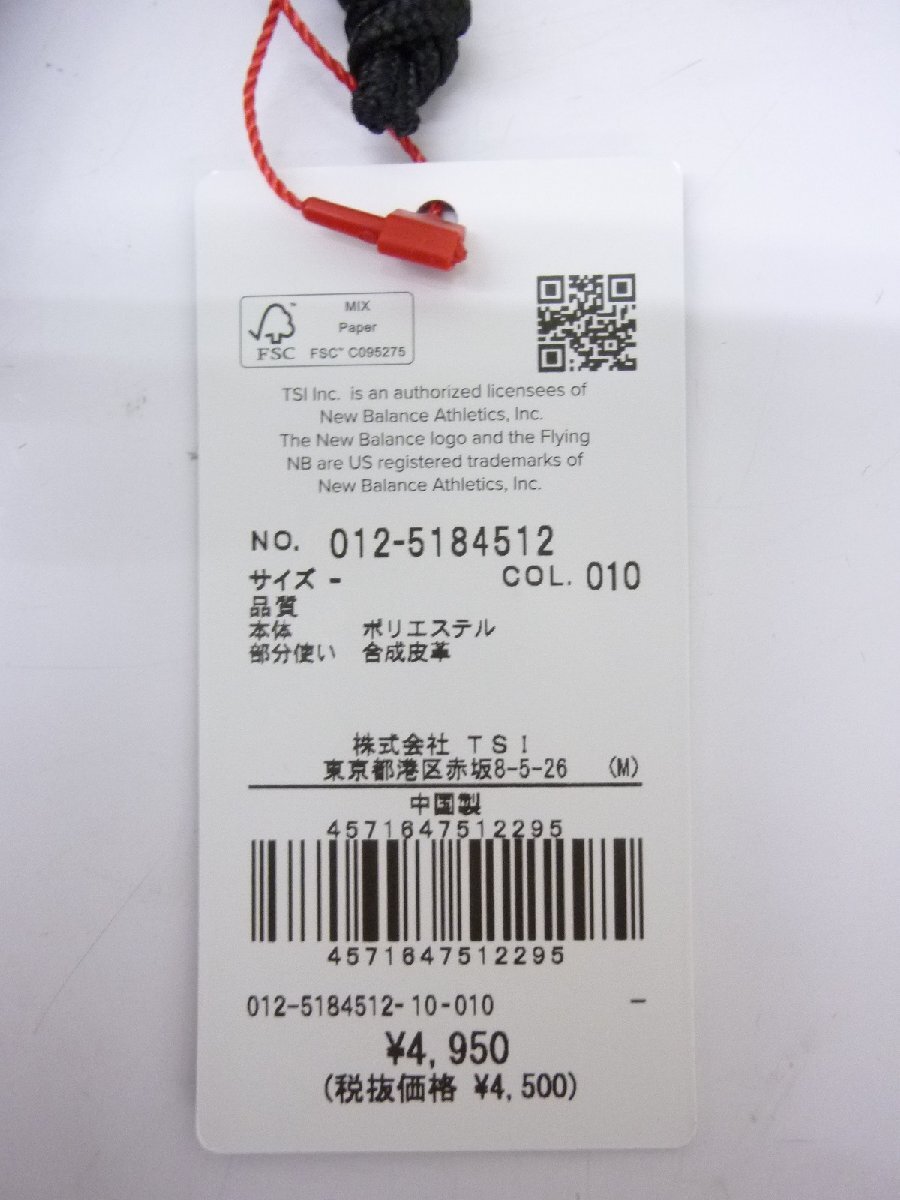 MIX
Paper
FSC™ C095275
FSC
TSI Inc. is an authorized licensees of
New Balance Athletics, Inc.
The New Balance logo and the Flying
NB are US registered trademarks of
New Balance Athletics, Inc.
NO. 012-5184512
サイズ - COL. 010
品質
本体 ポリエステル
部分使い 合成皮革
株式会社 TSI
東京都港区赤坂8-5-26 (M)
中国製
4571647512295
4571647512295
012-5184512-10-010 -
¥4,950
(税抜価格 ¥4,500)